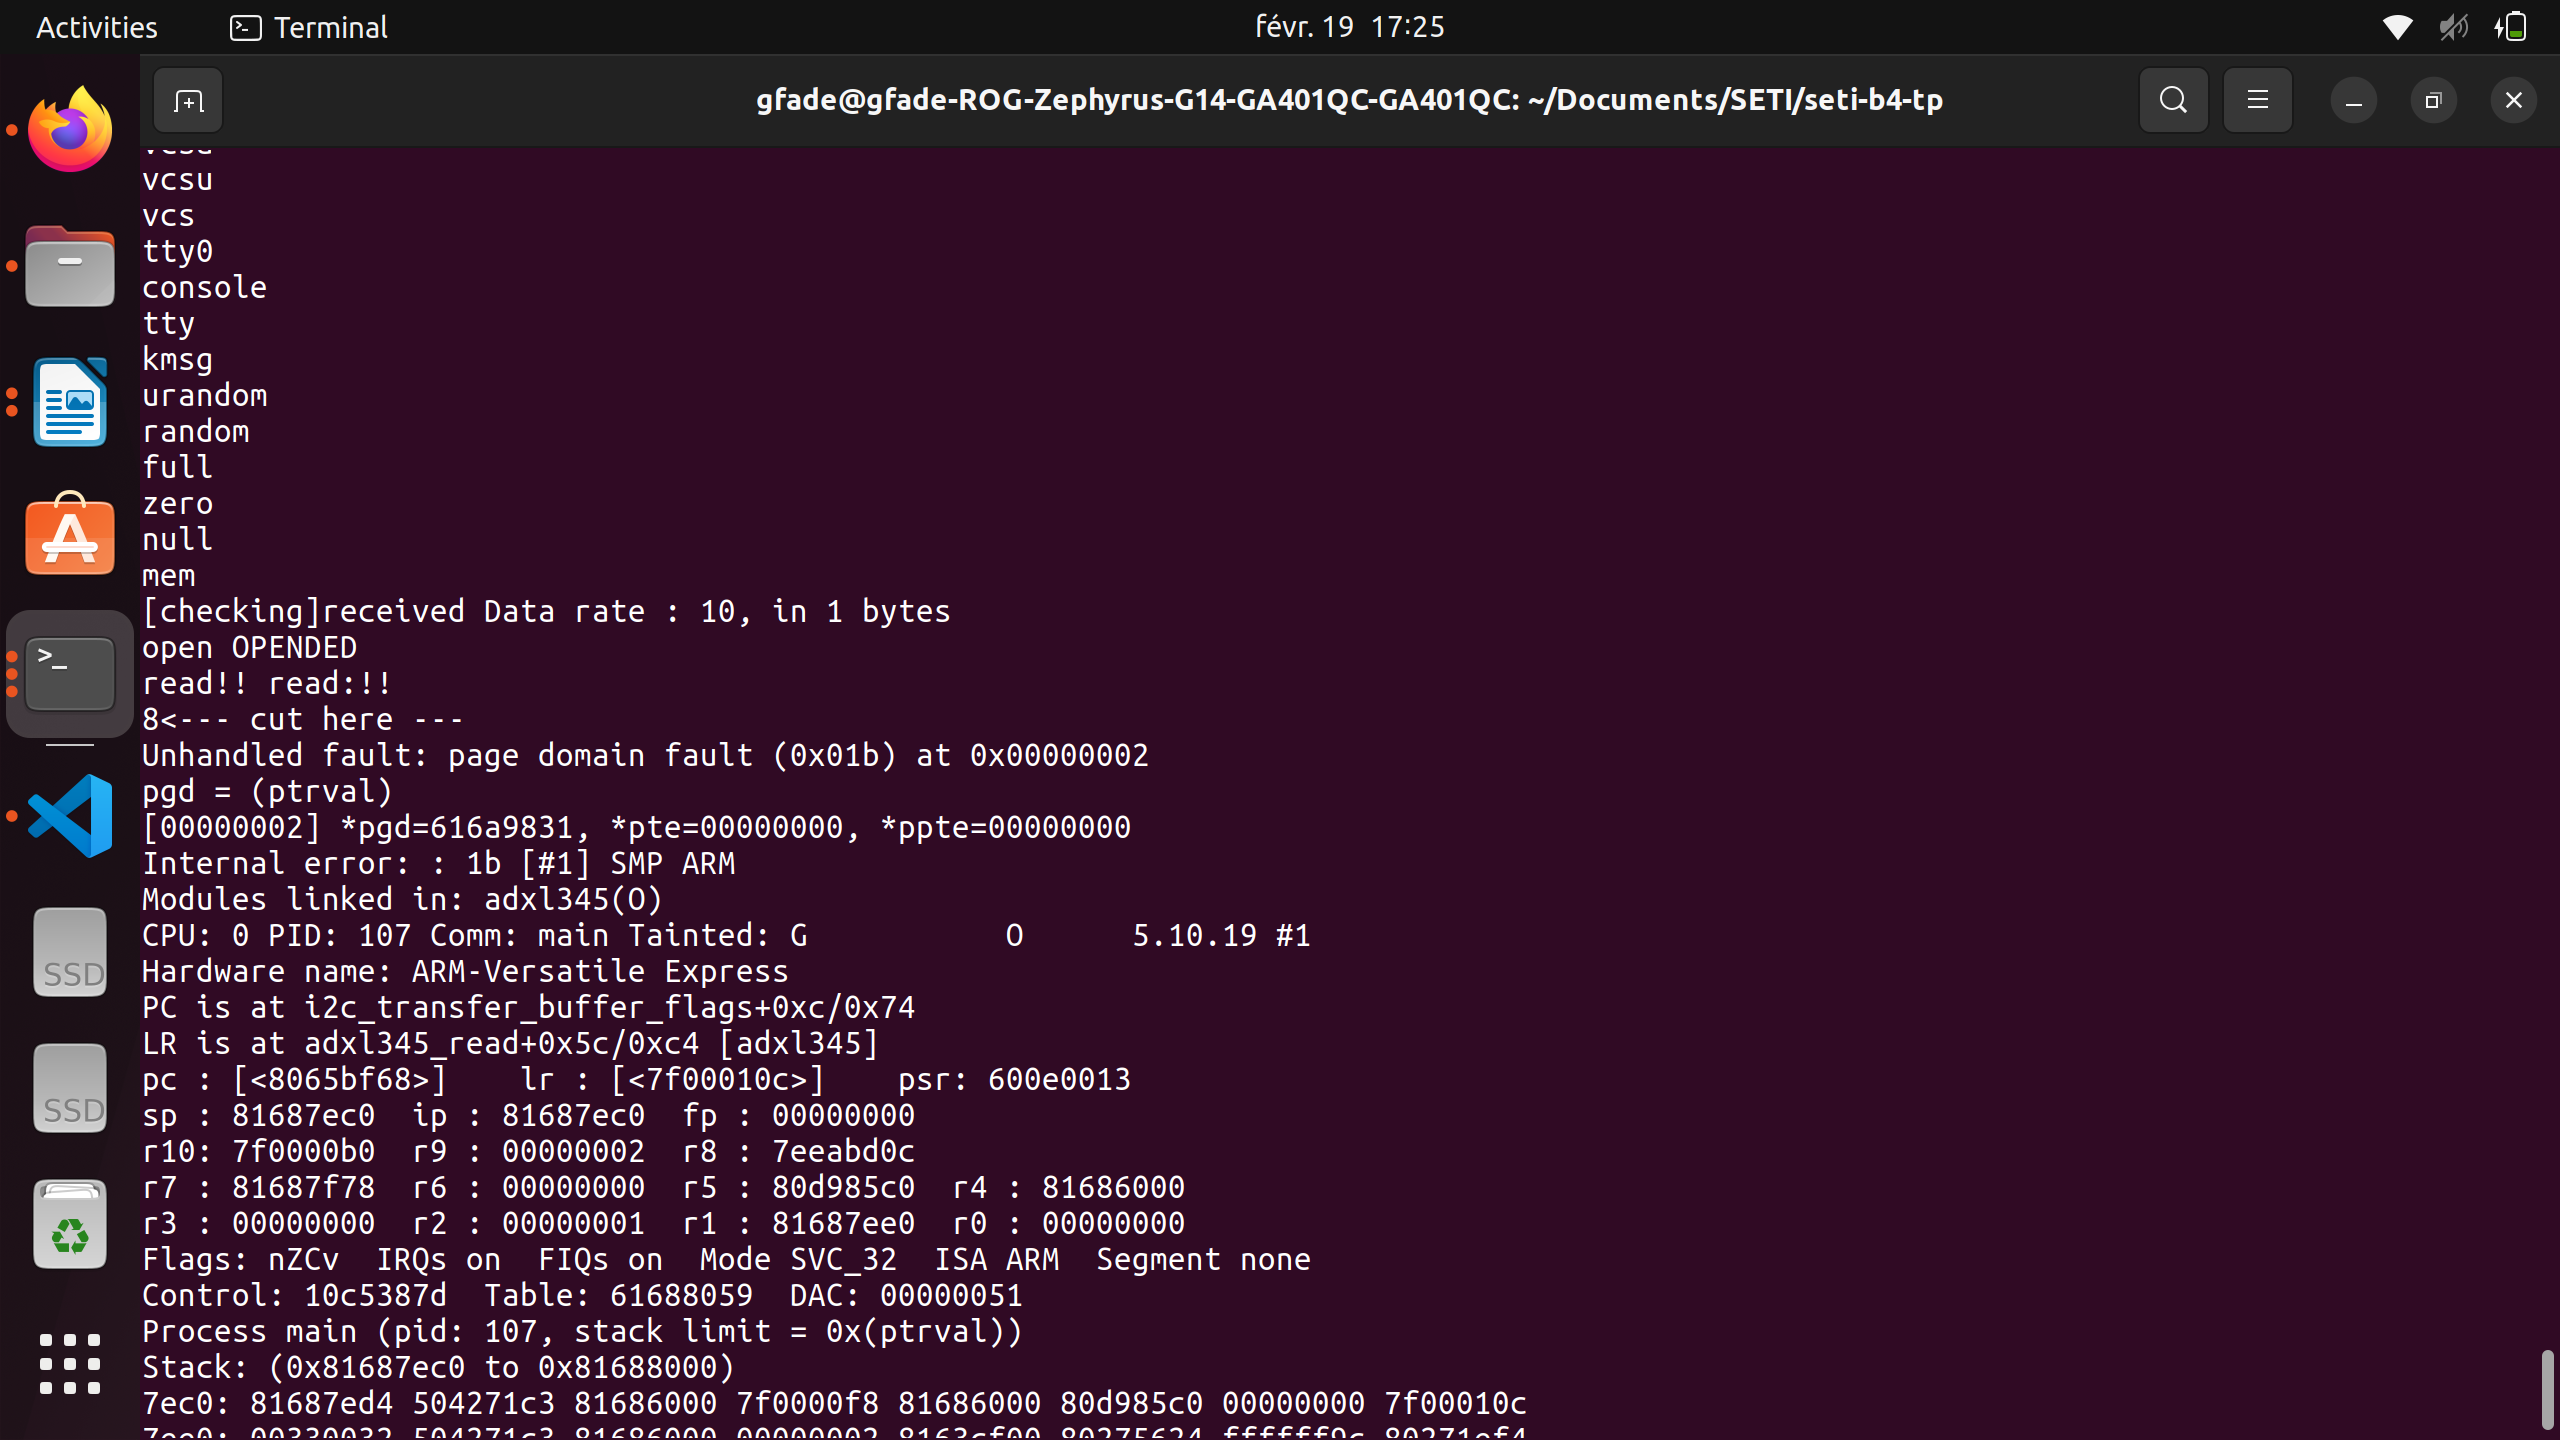 Activities
Terminal
févr. 19 17:25
gfade@gfade-ROG-Zephyrus-G14-GA401QC-GA401QC: ~/Documents/SETI/seti-b4-tp
vcsu
vcs
tty0
console
tty
kmsg
urandom
random
full
zero
null
mem
[checking]received Data rate : 10, in 1 bytes
open OPENDED
read!! read:!!
8<--- cut here ---
Unhandled fault: page domain fault (0x01b) at 0x00000002
pgd = (ptrval)
[00000002] *pgd=616a9831, *pte=00000000, *ppte=00000000
Internal error: : 1b [#1] SMP ARM
Modules linked in: adxl345(O)
CPU: 0 PID: 107 Comm: main Tainted: G           O      5.10.19 #1
Hardware name: ARM-Versatile Express
PC is at i2c_transfer_buffer_flags+0xc/0x74
LR is at adxl345_read+0x5c/0xc4 [adxl345]
pc : [<8065bf68>]    lr : [<7f00010c>]    psr: 600e0013
sp : 81687ec0  ip : 81687ec0  fp : 00000000
r10: 7f0000b0  r9 : 00000002  r8 : 7eeabd0c
r7 : 81687f78  r6 : 00000000  r5 : 80d985c0  r4 : 81686000
r3 : 00000000  r2 : 00000001  r1 : 81687ee0  r0 : 00000000
Flags: nZCv  IRQs on  FIQs on  Mode SVC_32  ISA ARM  Segment none
Control: 10c5387d  Table: 61688059  DAC: 00000051
Process main (pid: 107, stack limit = 0x(ptrval))
Stack: (0x81687ec0 to 0x81688000)
7ec0: 81687ed4 504271c3 81686000 7f0000f8 81686000 80d985c0 00000000 7f00010c
SSD
SSD